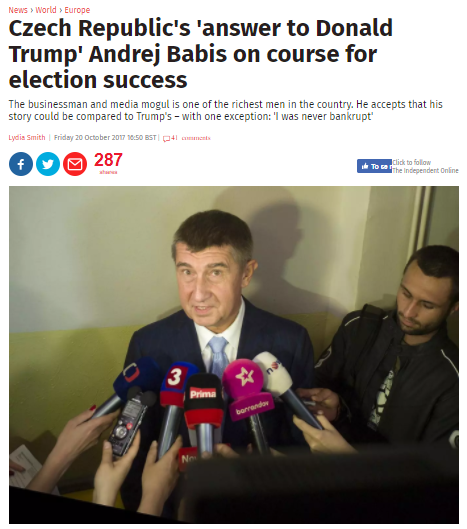 News › World › Europe
Czech Republic's 'answer to Donald
Trump' Andrej Babis on course for
election success
The businessman and media mogul is one of the richest men in the country. He accepts that his
story could be compared to Trump's – with one exception: 'I was never bankrupt'
Lydia Smith | Friday 20 October 2017 16:50 BST |
41 comments
287
shares
Click to follow
The Independent Online
3
Prima
barrandov